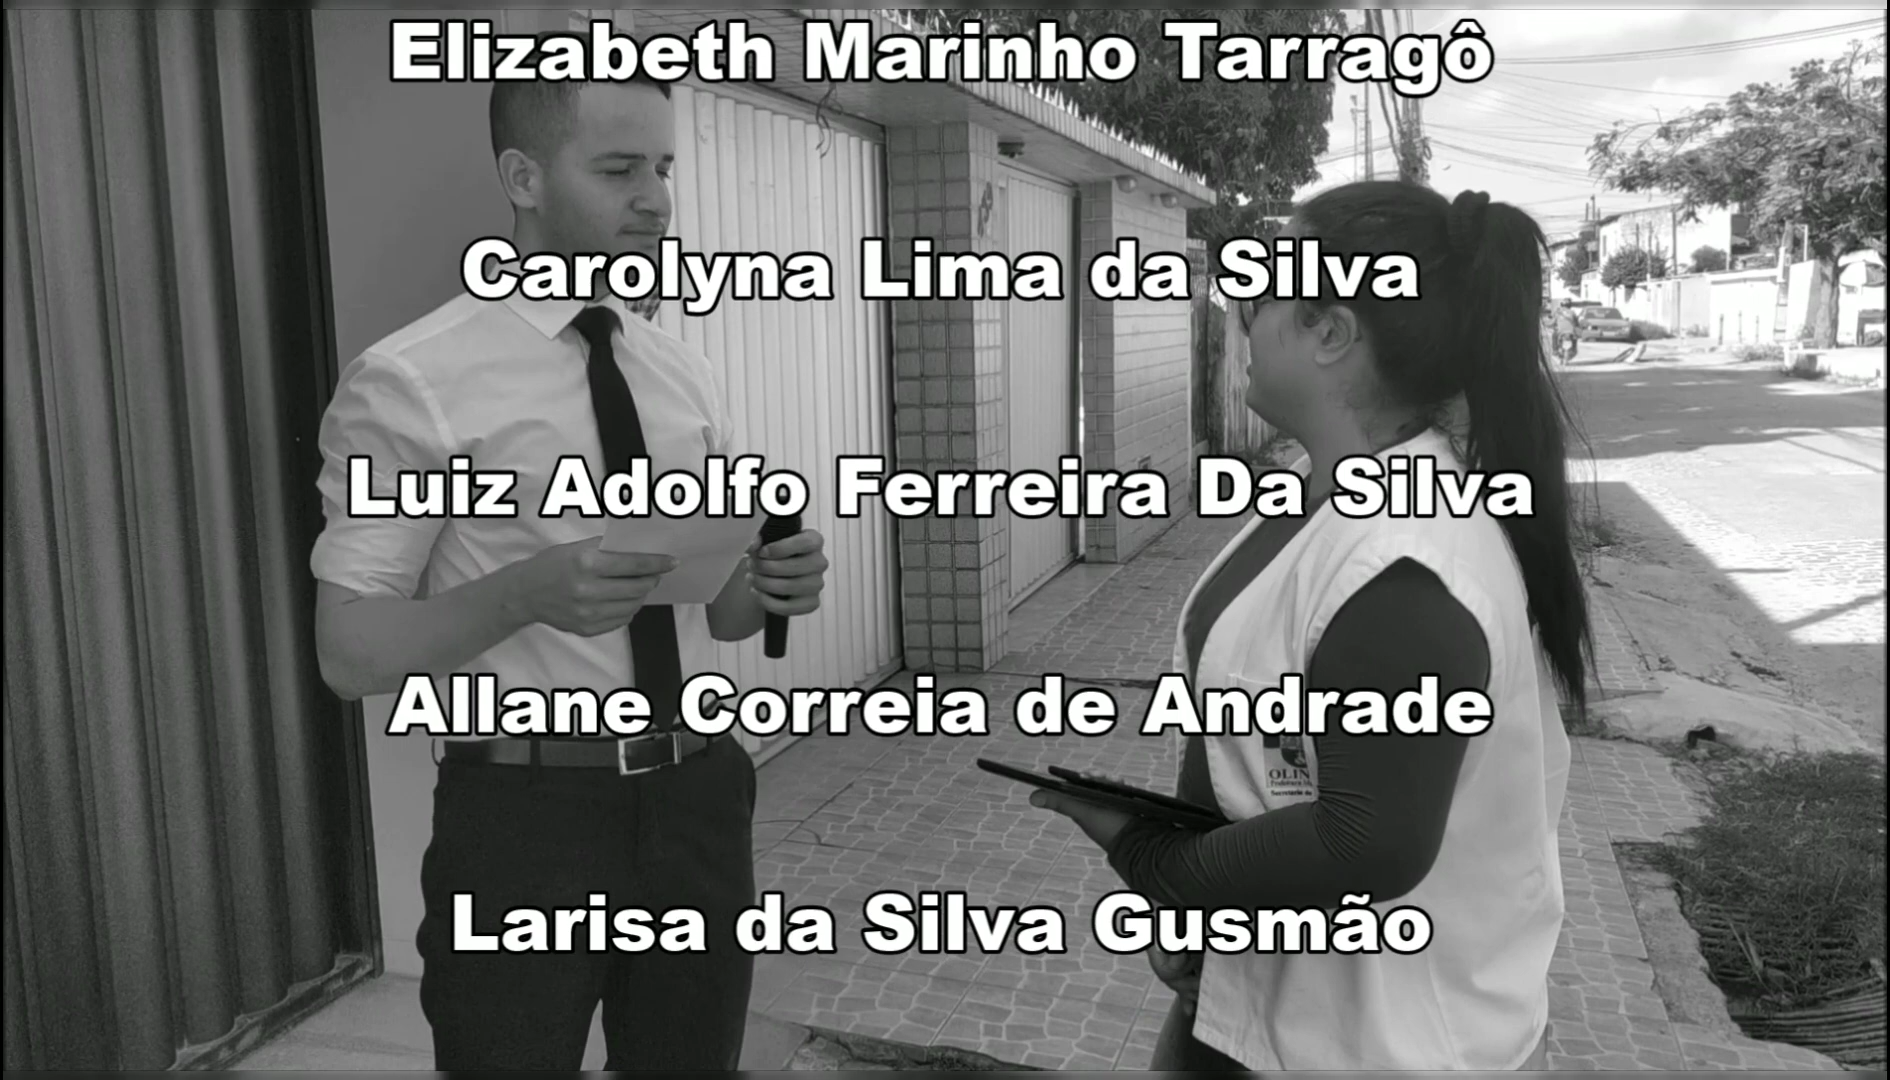 Elizabeth Marinho Tarragô
Carolyna Lima da Silva
Luiz Adolfo Ferreira Da Silva
Allane Correia de Andrade
OLIN
Larisa da Silva Gusmão